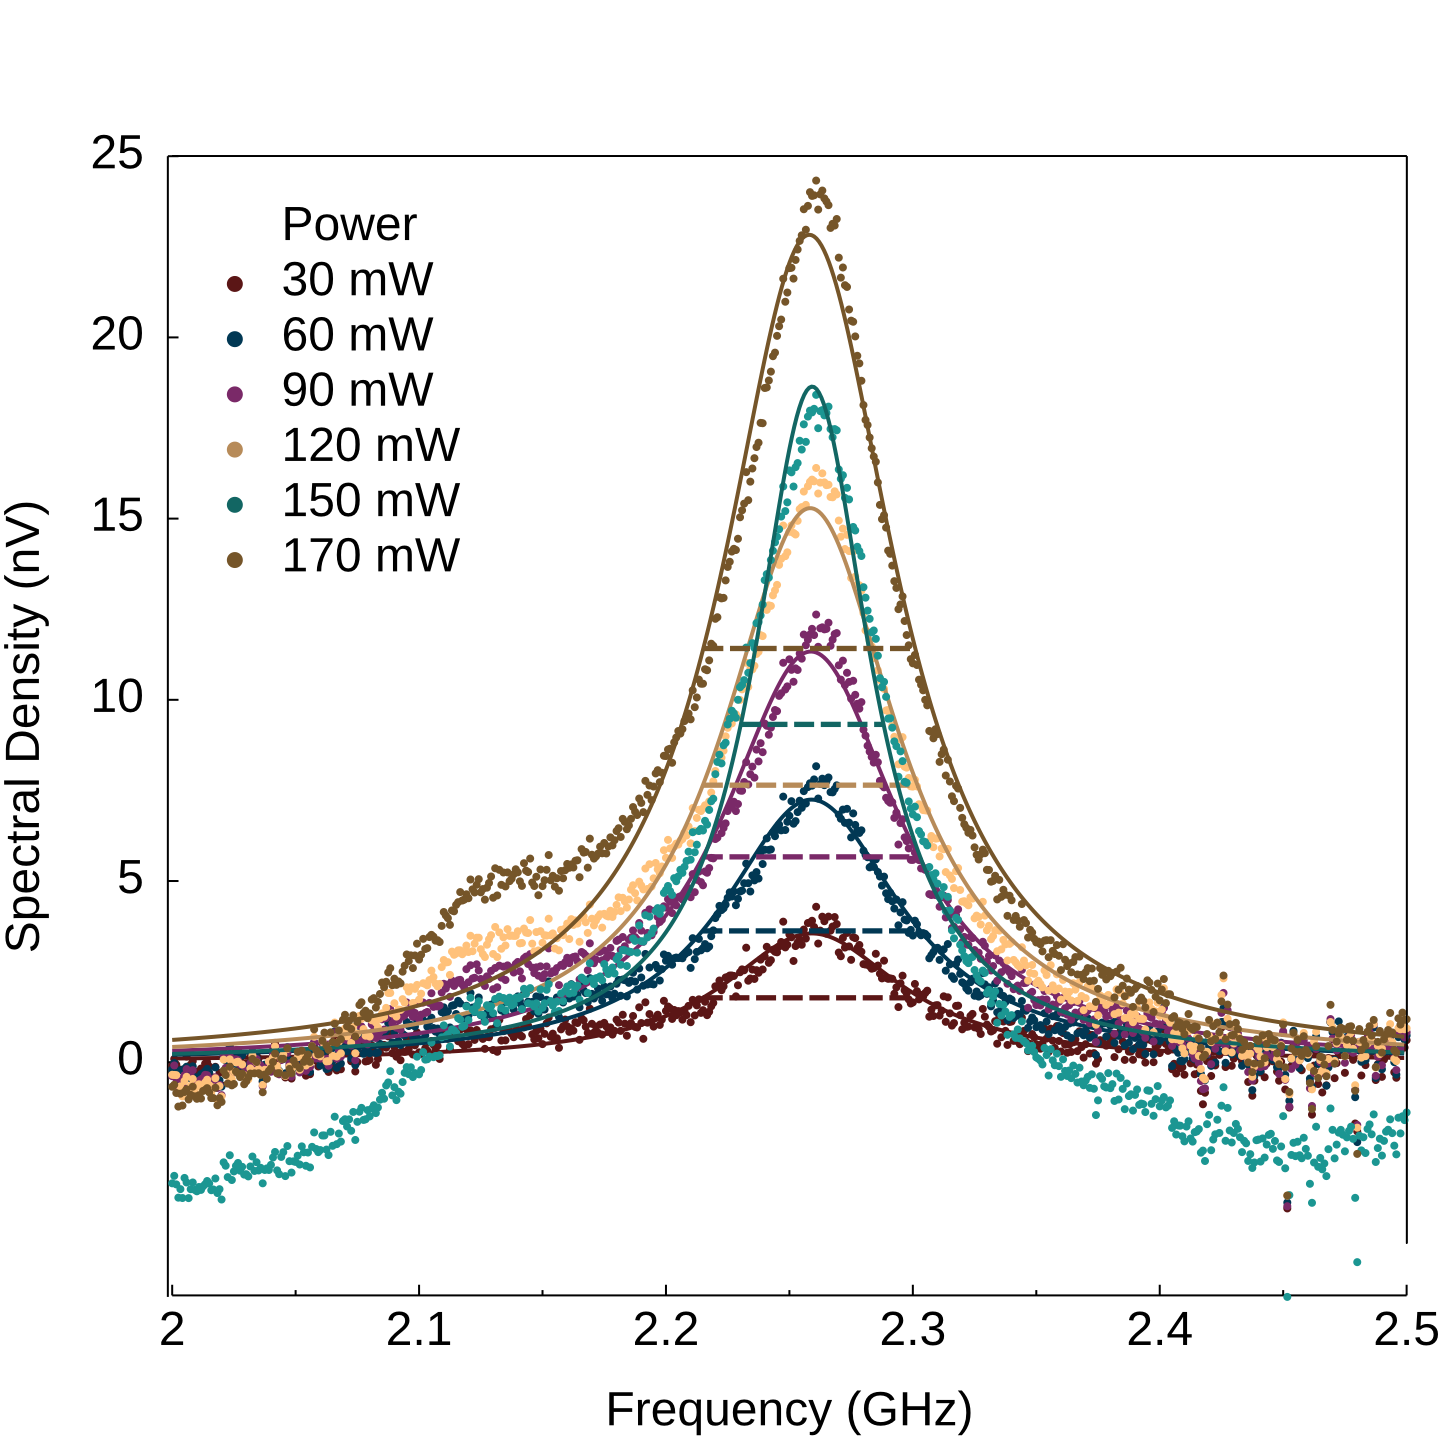 25
20
15
10
5
0
Spectral Density (nV)
Power
30 mW
60 mW
90 mW
120 mW
150 mW
170 mW
2 2.1 2.2 2.3 2.4 2.5
Frequency (GHz)